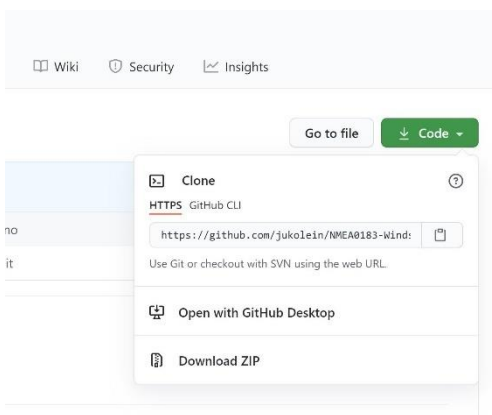 Wiki Security Insights
Go to file Code
Clone
HTTPS GitHub CLI
no
https://github.com/jukolein/NMEA0183-Wind
it
Use Git or checkout with SVN using the web URL.
Open with GitHub Desktop
Download ZIP